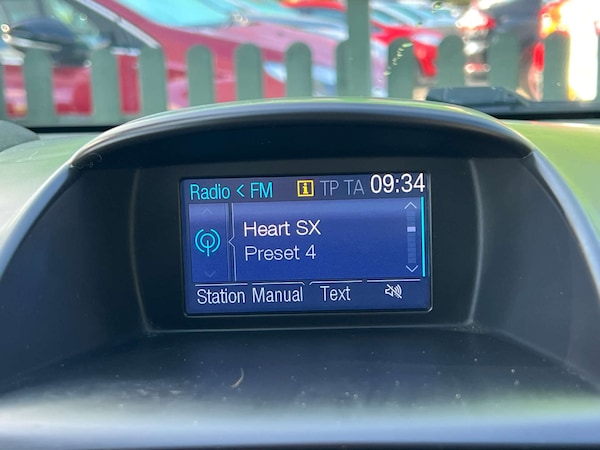 Radio < FM i TP TA 09:34
Heart SX
Preset 4
Station Manual Text